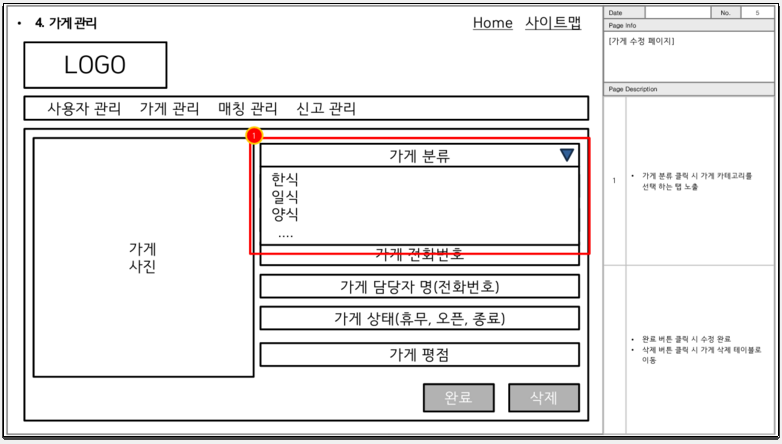 • 4. 가게 관리
Home 사이트맵
LOGO
사용자 관리 가게 관리 매칭 관리 신고 관리
1
가게 사진
가게 분류
한식
일식
양식
....
가게 전화번호
가게 담당자 명(전화번호)
가게 상태(휴무, 오픈, 종료)
가게 평점
완료 삭제
Date No. 5
Page Info
[가게 수정 페이지]
Page Description
1
• 가게 분류 클릭 시 가게 카테고리를
선택 하는 탭 노출
• 완료 버튼 클릭 시 수정 완료
• 삭제 버튼 클릭 시 가게 삭제 테이블로
이동